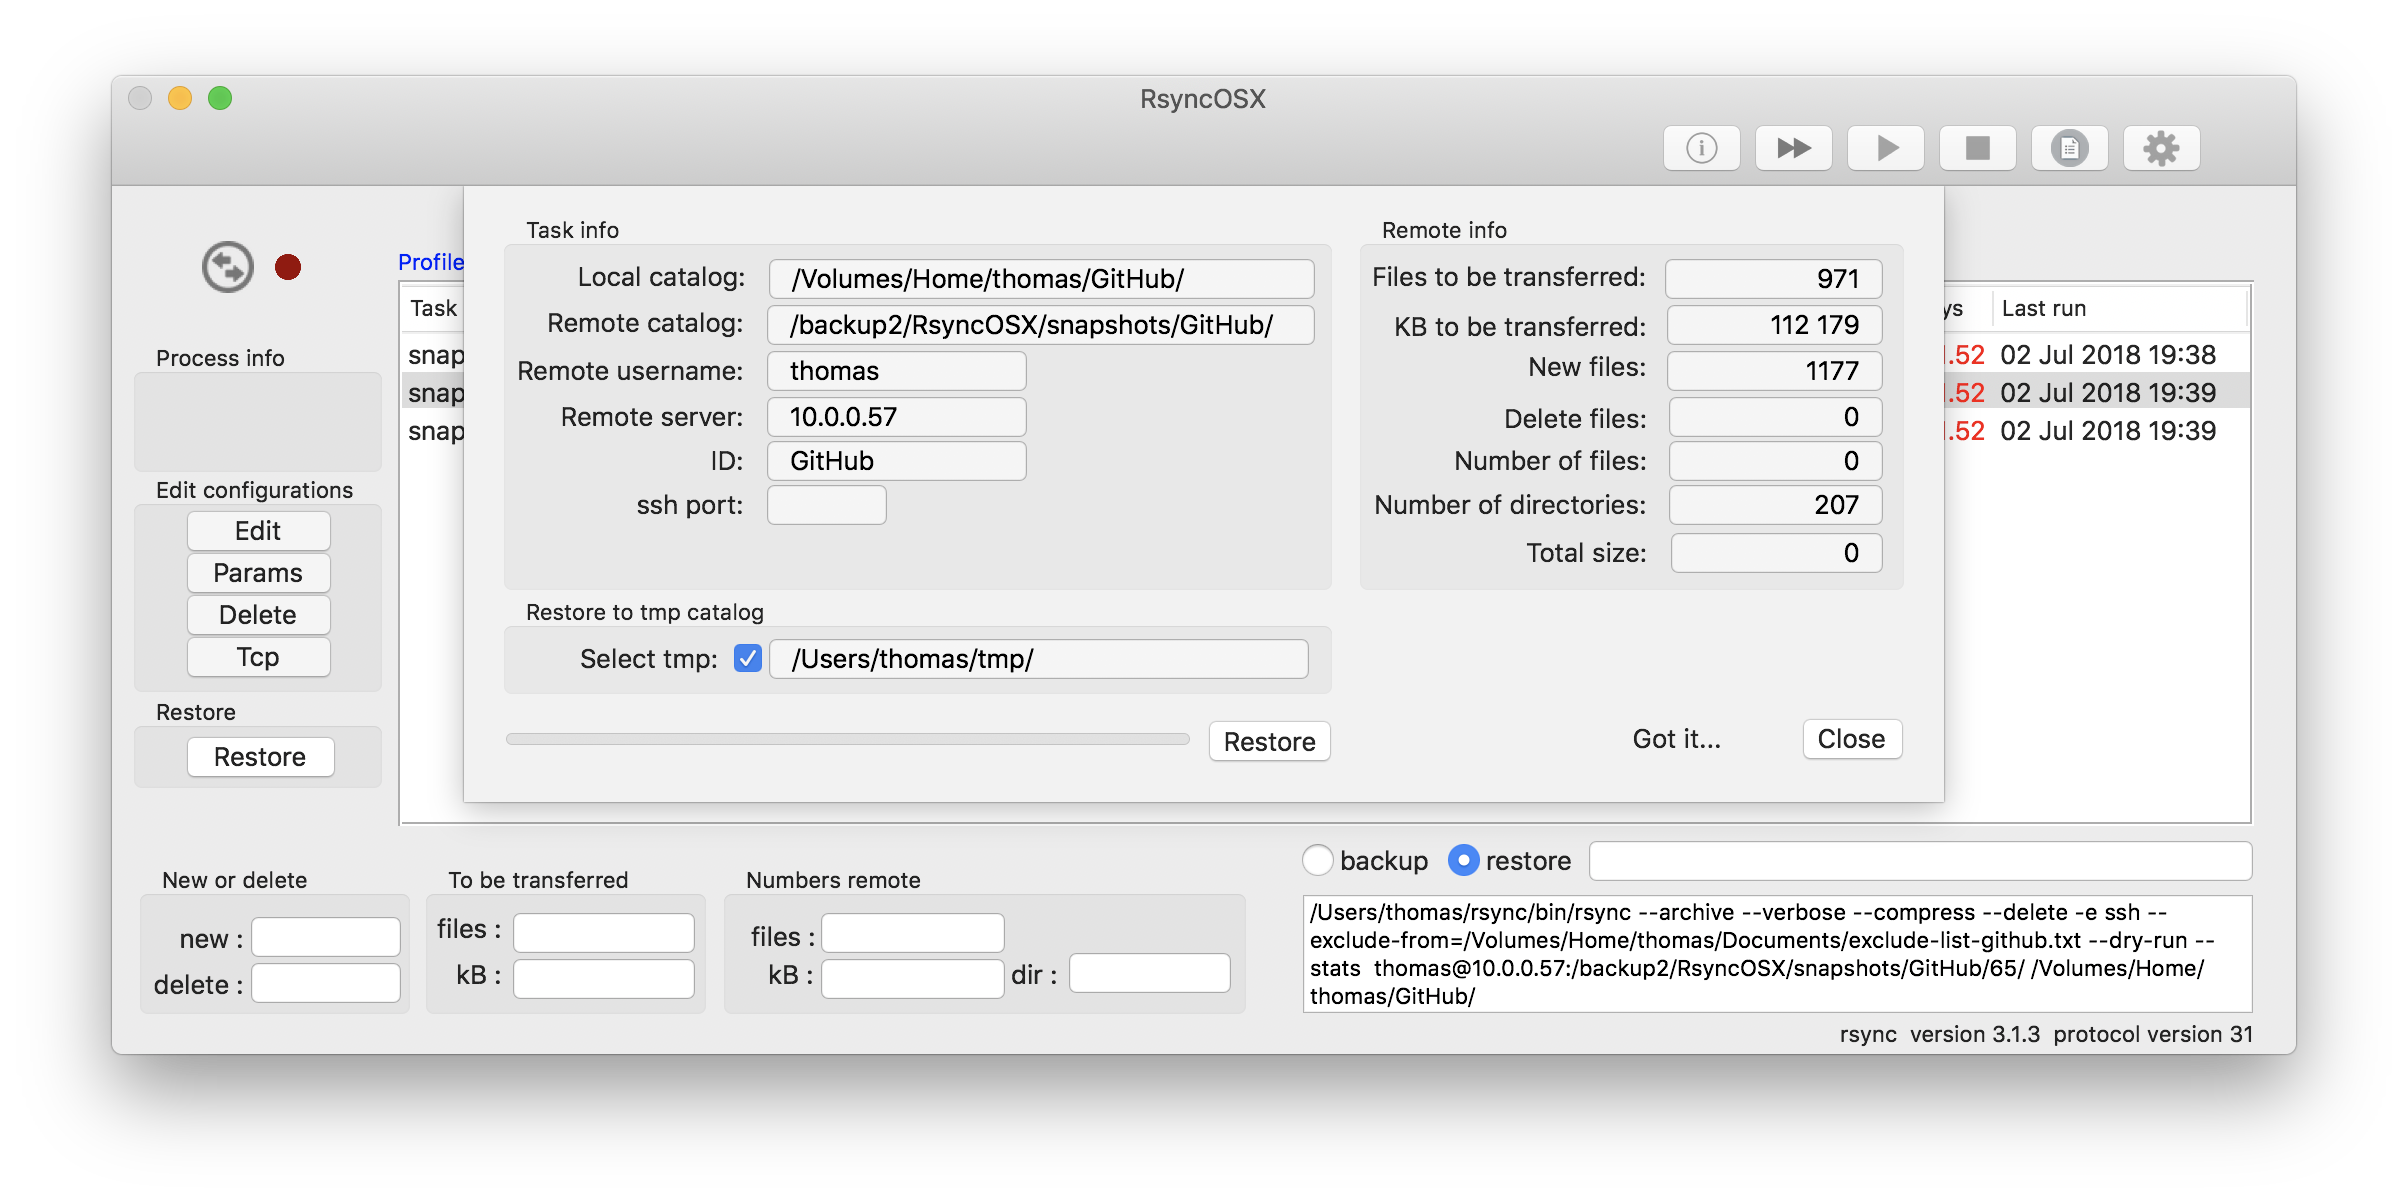 RsyncOSX
Profile
Task
Last run
snap
.52 02 Jul 2018 19:38
snap
.52 02 Jul 2018 19:39
snap
.52 02 Jul 2018 19:39
Process info
Edit configurations
Edit
Params
Delete
Tcp
Restore
Restore
Task info
Local catalog: /Volumes/Home/thomas/GitHub/
Remote catalog: /backup2/RsyncOSX/snapshots/GitHub/
Remote username: thomas
Remote server: 10.0.0.57
ID: GitHub
ssh port:
Remote info
Files to be transferred: 971
KB to be transferred: 112 179
New files: 1177
Delete files: 0
Number of files: 0
Number of directories: 207
Total size: 0
Restore to tmp catalog
Select tmp: /Users/thomas/tmp/
Restore
Got it...
Close
New or delete
new :
delete :
To be transferred
files :
kB :
Numbers remote
files :
kB :
dir :
backup restore
/Users/thomas/rsync/bin/rsync --archive --verbose --compress --delete -e ssh --
exclude-from=/Volumes/Home/thomas/Documents/exclude-list-github.txt --dry-run --
stats thomas@10.0.0.57:/backup2/RsyncOSX/snapshots/GitHub/65/ /Volumes/Home/
thomas/GitHub/
rsync version 3.1.3 protocol version 31